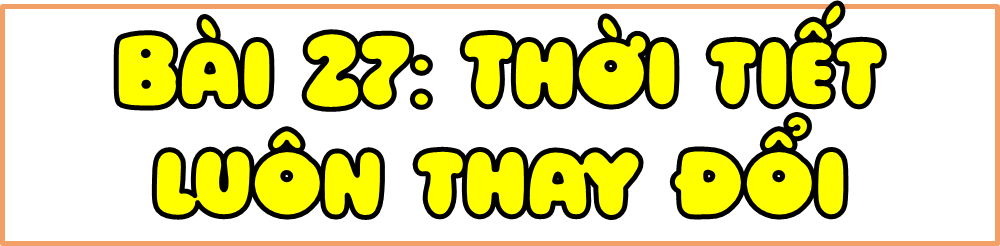 BÀI 27: THỜI TIẾT
LUÔN THAY ĐỔI